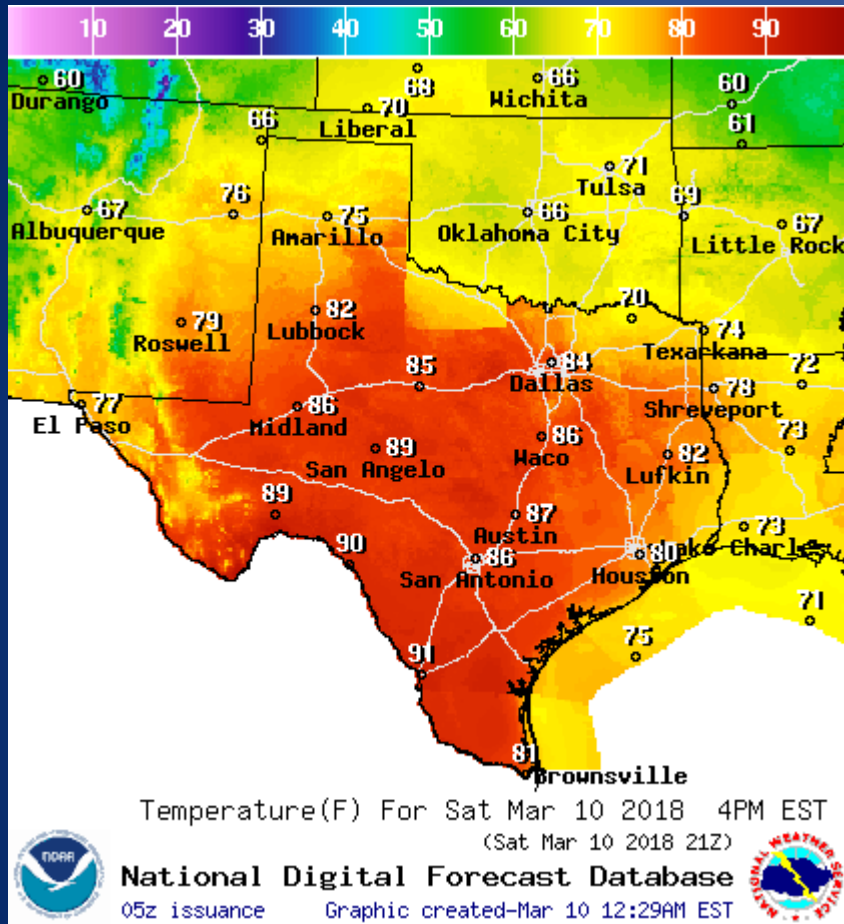 10 20 30 40 50 60 70 80 90
60
Durango
68
66
Wichita
60
70
Liberal
66
61
71
Tulsa
67
Albuquerque
76
75
Amarillo
66
Oklahoma City
69
67
Little Rock
79
Roswell
82
Lubbock
70
74
Texarkana
85
84
Dallas
72
78
Shreveport
77
El Paso
86
Midland
89
San Angelo
86
Waco
82
Lufkin
73
89
87
Austin
73
Lake Charles
90
86
San Antonio
80
Houston
71
75
91
81
Brownsville
Temperature(F) For Sat Mar 10 2018 4PM EST
(Sat Mar 10 2018 21Z)
NOAA
National Digital Forecast Database
05z issuance Graphic created-Mar 10 12:29AM EST
NATIONAL WEATHER SERVICE